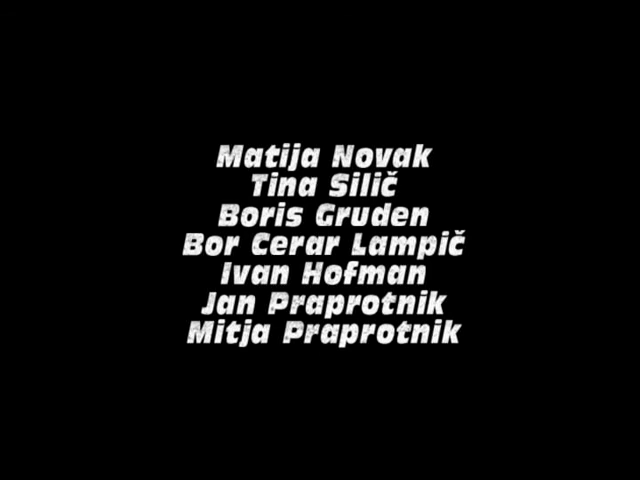 Matija Novak
Tina Silič
Boris Gruden
Bor Cerar Lampič
Ivan Hofman
Jan Praprotnik
Mitja Praprotnik